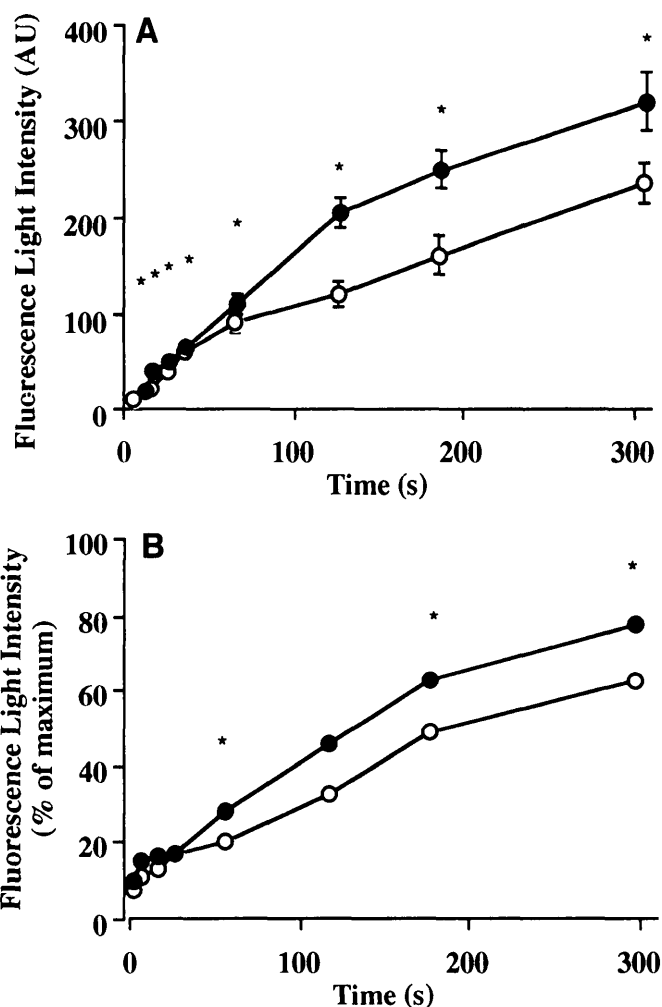 A
Fluorescence Light Intensity (AU)
400
300
200
100
0
* * * * * * * *
0 100 200 300
Time (s)
B
Fluorescence Light Intensity
(% of maximum)
100
80
60
40
20
0
* * *
0 100 200 300
Time (s)